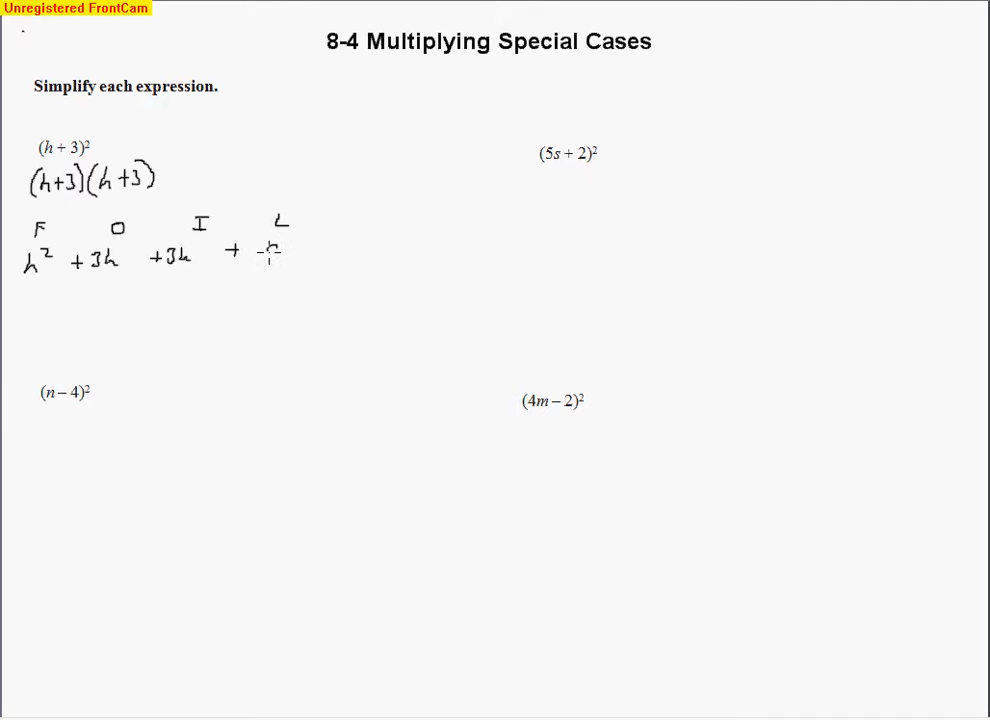 Unregistered FrontCam
8-4 Multiplying Special Cases
Simplify each expression.
(h + 3)²
(5s + 2)²
(h+3)(h+3)
F O I L
h² +3h +3h +
(n – 4)²
(4m – 2)²